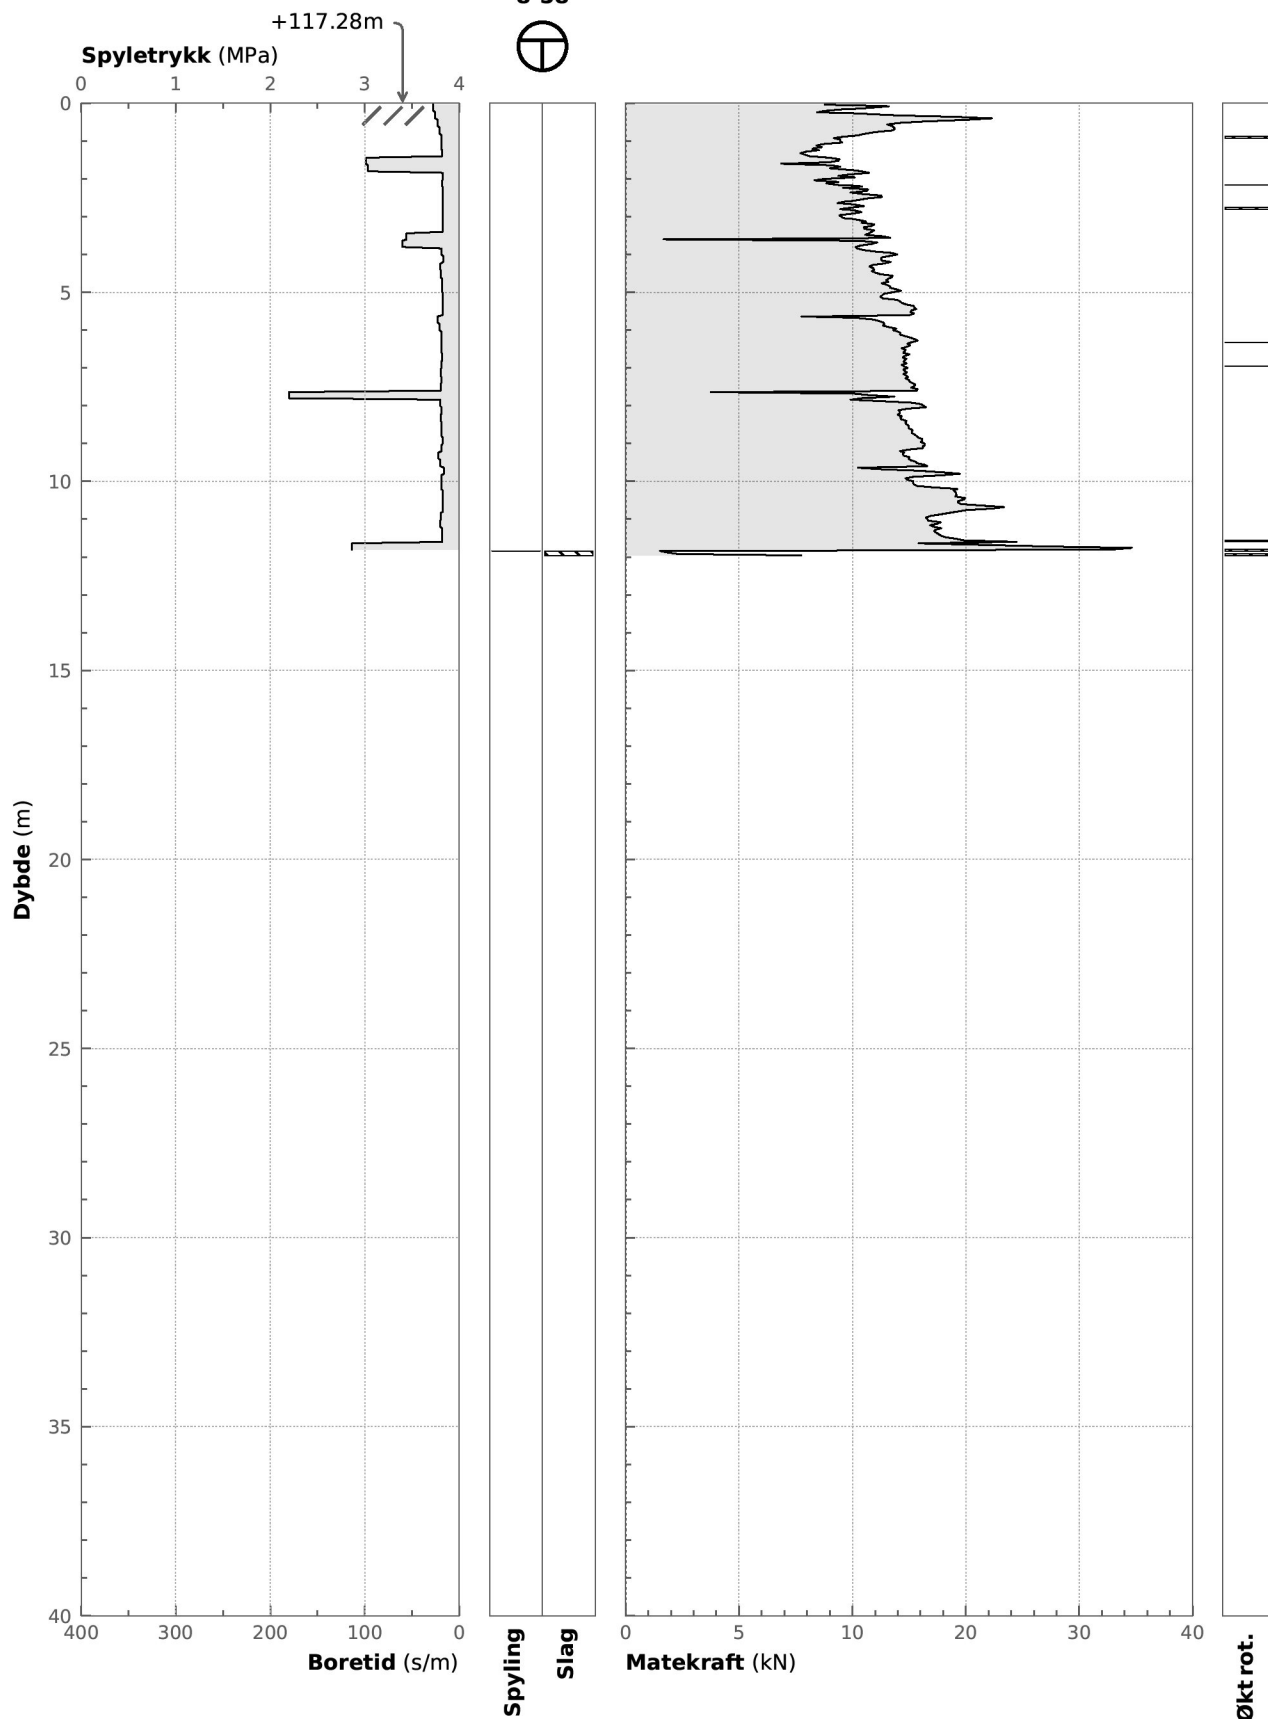 +117.28m
Spyletrykk (MPa)
0 1 2 3 4
0
5
10
15
20
25
30
35
40
Dybde (m)
400 300 200 100 0
Boretid (s/m)
Spyling
Slag
0 5 10 20 30 40
Matekraft (kN)
Økt rot.